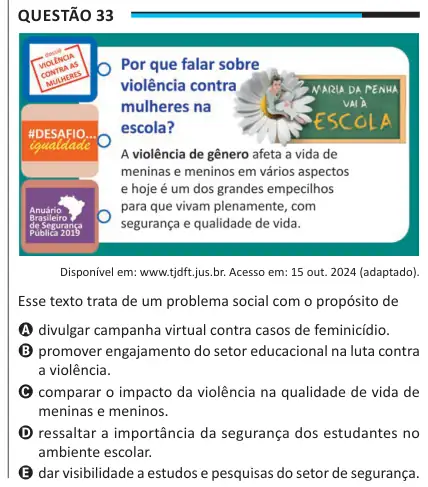 QUESTÃO 33
dossiê
VIOLÊNCIA
CONTRA AS
MULHERES
#DESAFIO...
igualdade
Anuário
Brasileiro
de Segurança
Pública 2019
Por que falar sobre
violência contra
mulheres na
escola?
MARIA DA PENHA
VAI À
ESCOLA
A violência de gênero afeta a vida de
meninas e meninos em vários aspectos
e hoje é um dos grandes empecilhos
para que vivam plenamente, com
segurança e qualidade de vida.
Disponível em: www.tjdft.jus.br. Acesso em: 15 out. 2024 (adaptado).
Esse texto trata de um problema social com o propósito de
A divulgar campanha virtual contra casos de feminicídio.
B promover engajamento do setor educacional na luta contra
a violência.
C comparar o impacto da violência na qualidade de vida de
meninas e meninos.
D ressaltar a importância da segurança dos estudantes no
ambiente escolar.
E dar visibilidade a estudos e pesquisas do setor de segurança.